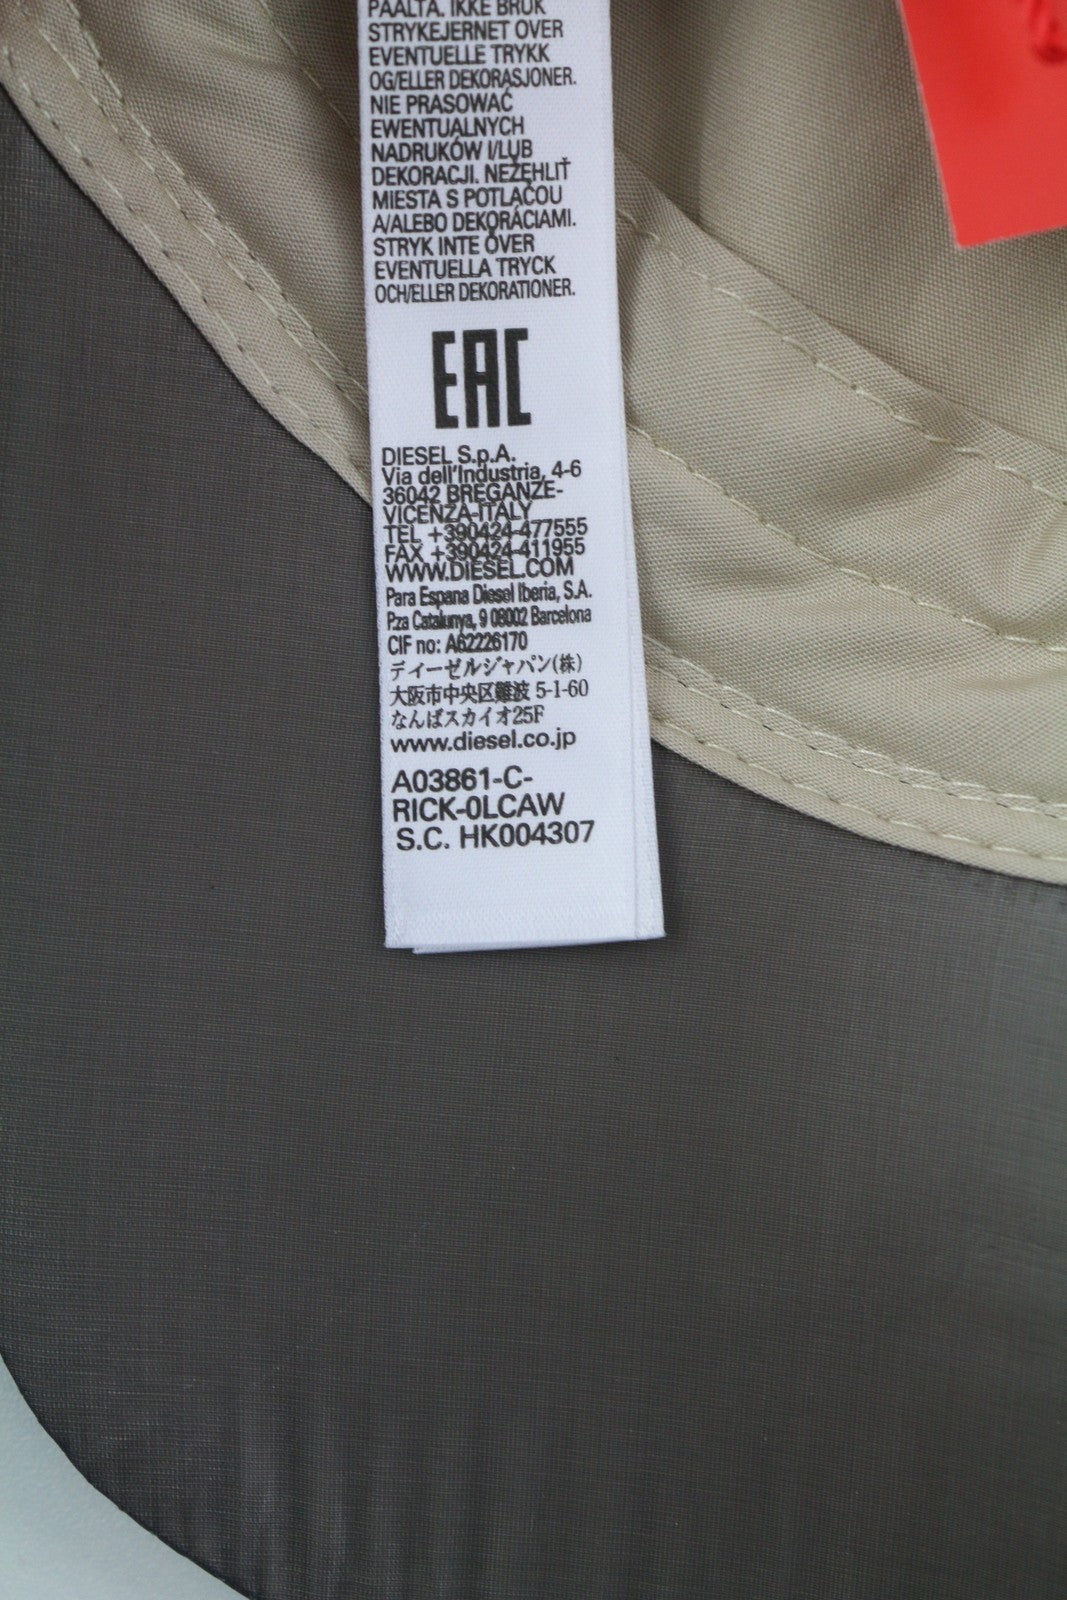 PÄÄLTÄ. IKKE BRUK
STRYKEJERNET OVER
EVENTUELLE TRYKK
OG/ELLER DEKORASJONER.
NIE PRASOWAĆ
EWENTUALNYCH
NADRUKÓW I/LUB
DEKORACJI. NEŽEHLIŤ
MIESTA S POTLAČOU
A/ALEBO DEKORÁCIAMI.
STRYK INTE ÖVER
EVENTUELLA TRYCK
OCH/ELLER DEKORATIONER.
EAC
DIESEL S.p.A.
Via dell'Industria, 4-6
36042 BREGANZE-
VICENZA-ITALY
TEL +390424-477555
FAX +390424-411955
WWW.DIESEL.COM
Para Espana Diesel Iberia, S.A.
Pza Catalunya, 9 08002 Barcelona
CIF no: A62226170
ディーゼルジャパン(株)
大阪市中央区難波 5-1-60
なんばスカイオ25F
www.diesel.co.jp
A03861-C-
RICK-0LCAW
S.C. HK004307